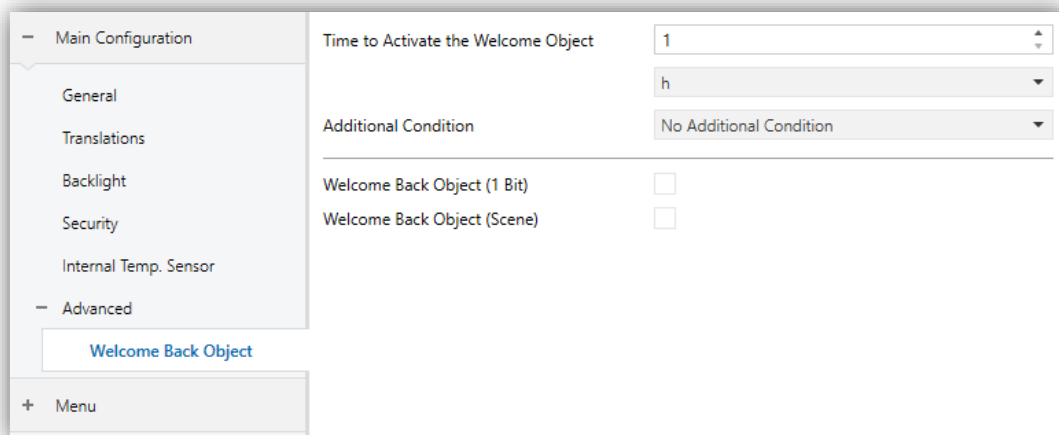 Main Configuration
General
Translations
Backlight
Security
Internal Temp. Sensor
Advanced
Welcome Back Object
Menu
Time to Activate the Welcome Object
1
h
Additional Condition
No Additional Condition
Welcome Back Object (1 Bit)
Welcome Back Object (Scene)